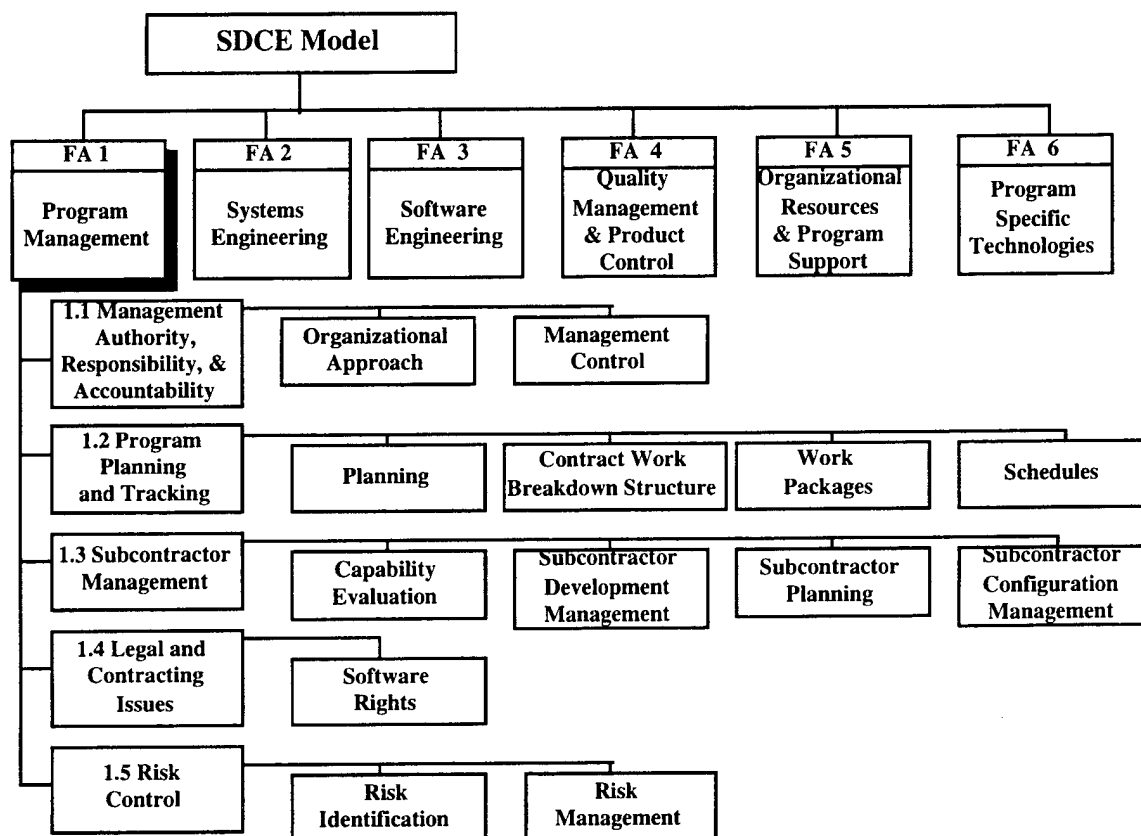 SDCE Model
FA 1
Program
Management
FA 2
Systems
Engineering
FA 3
Software
Engineering
FA 4
Quality
Management
& Product
Control
FA 5
Organizational
Resources
& Program
Support
FA 6
Program
Specific
Technologies
1.1 Management
Authority,
Responsibility, &
Accountability
Organizational
Approach
Management
Control
1.2 Program
Planning
and Tracking
Planning
Contract Work
Breakdown Structure
Work
Packages
Schedules
1.3 Subcontractor
Management
Capability
Evaluation
Subcontractor
Development
Management
Subcontractor
Planning
Subcontractor
Configuration
Management
1.4 Legal and
Contracting
Issues
Software
Rights
1.5 Risk
Control
Risk
Identification
Risk
Management